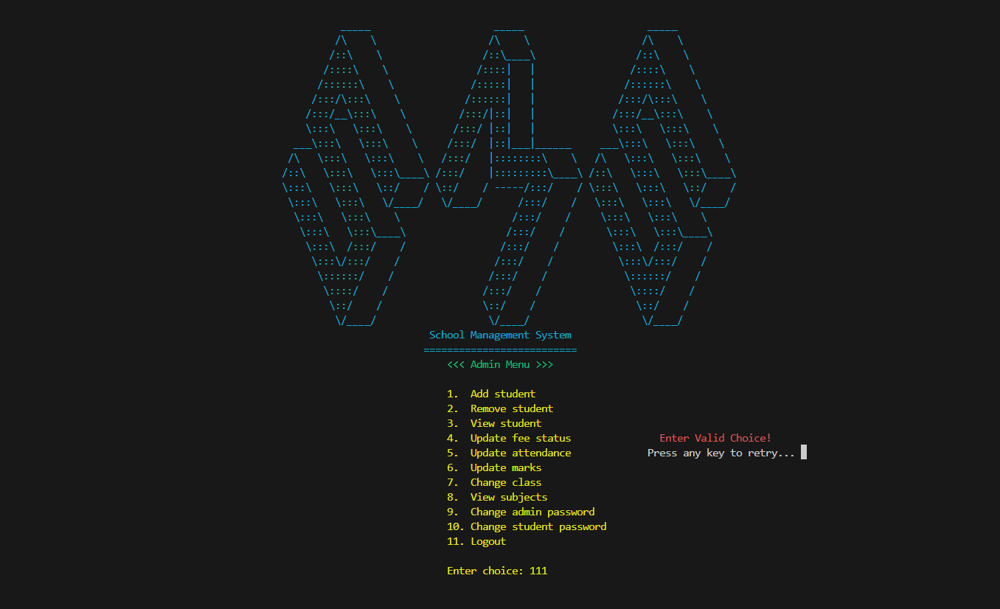 School Management System
==========================
<<< Admin Menu >>>
1. Add student
2. Remove student
3. View student
4. Update fee status
5. Update attendance
6. Update marks
7. Change class
8. View subjects
9. Change admin password
10. Change student password
11. Logout
Enter choice: 111
Enter Valid Choice!
Press any key to retry...